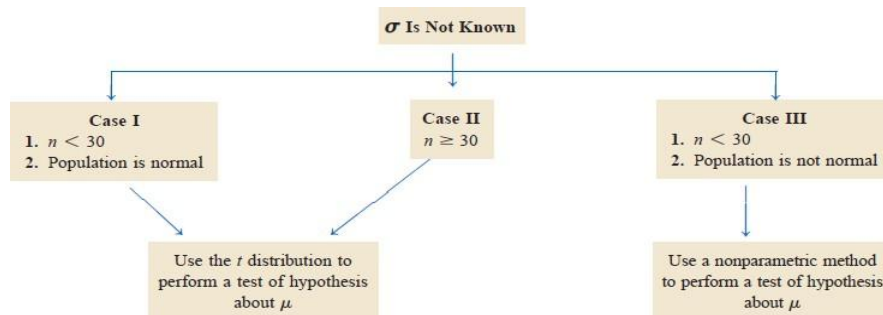 σ Is Not Known
Case I
1. n < 30
2. Population is normal
Case II
n ≥ 30
Case III
1. n < 30
2. Population is not normal
Use the t distribution to
perform a test of hypothesis
about μ
Use a nonparametric method
to perform a test of hypothesis
about μ